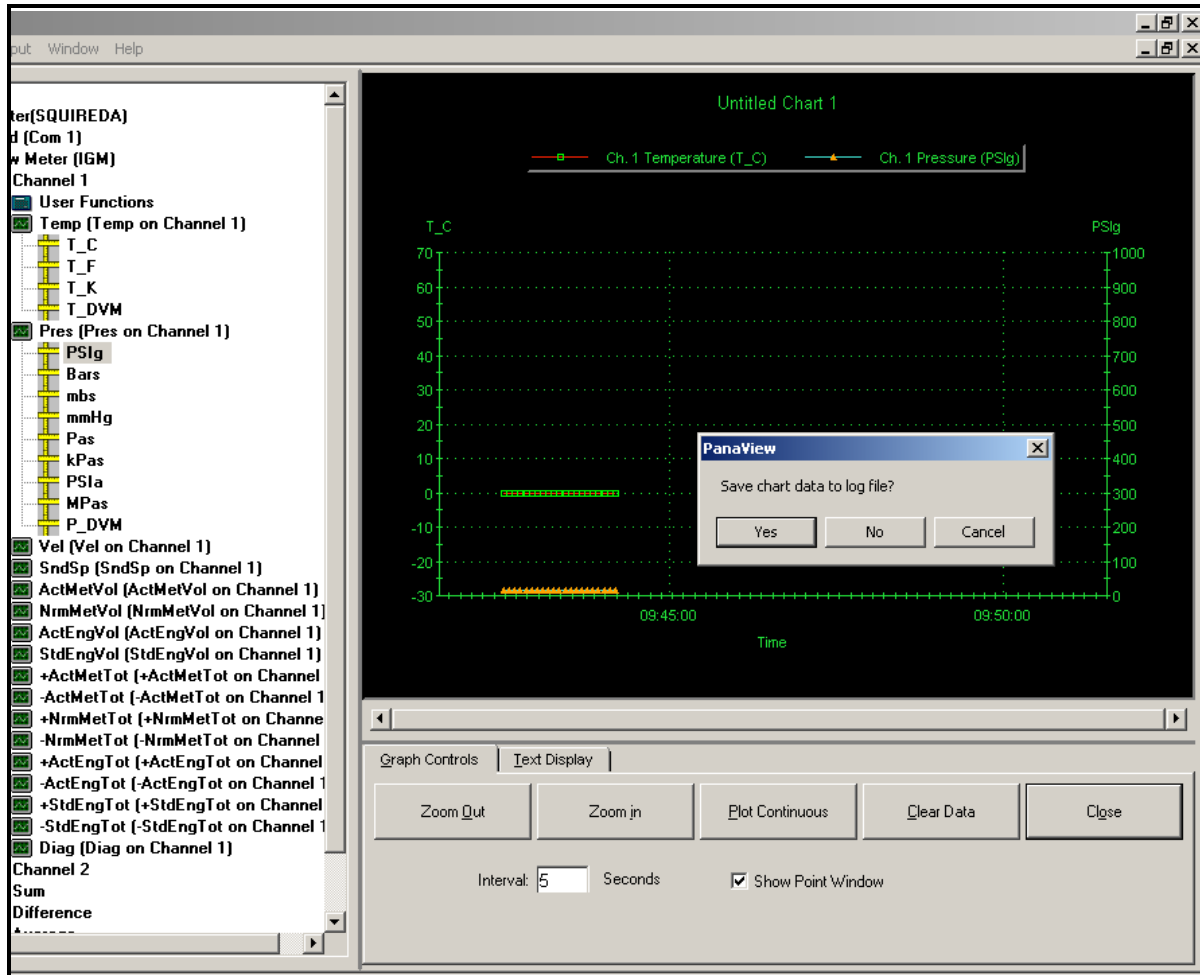 put Window Help
ter(SQUIREDA)
d (Com 1)
w Meter (IGM)
Channel 1
User Functions
Temp (Temp on Channel 1)
T_C
T_F
T_K
T_DVM
Pres (Pres on Channel 1)
PSIg
Bars
mbs
mmHg
Pas
kPas
PSIa
MPas
P_DVM
Vel (Vel on Channel 1)
SndSp (SndSp on Channel 1)
ActMetVol (ActMetVol on Channel 1)
NrmMetVol (NrmMetVol on Channel 1)
ActEngVol (ActEngVol on Channel 1)
StdEngVol (StdEngVol on Channel 1)
+ActMetTot (+ActMetTot on Channel
-ActMetTot (-ActMetTot on Channel 1
+NrmMetTot (+NrmMetTot on Channe
-NrmMetTot (-NrmMetTot on Channel
+ActEngTot (+ActEngTot on Channel
-ActEngTot (-ActEngTot on Channel 1
+StdEngTot (+StdEngTot on Channel
-StdEngTot (-StdEngTot on Channel 1
Diag (Diag on Channel 1)
Channel 2
Sum
Difference
Untitled Chart 1
Ch. 1 Temperature (T_C) Ch. 1 Pressure (PSIg)
T_C PSIg
70 1000
60 900
50 800
40 700
30 600
20 500
10 400
0 300
-10 200
-20 100
-30 0
09:45:00 09:50:00
Time
PanaView
Save chart data to log file?
Yes No Cancel
Graph Controls Text Display
Zoom Out Zoom in Plot Continuous Clear Data Close
Interval: 5 Seconds Show Point Window